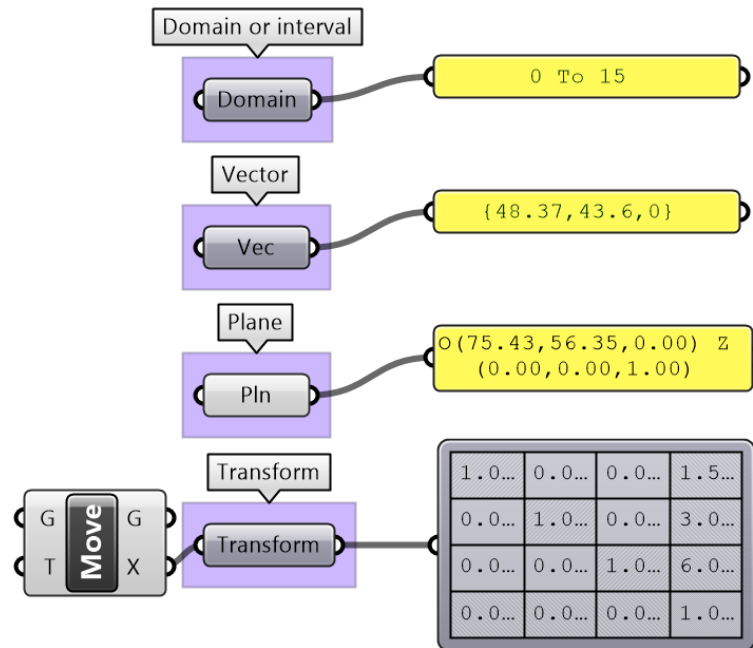 Domain or interval
Domain
0 To 15
Vector
Vec
{48.37,43.6,0}
Plane
Pln
O(75.43,56.35,0.00) Z
(0.00,0.00,1.00)
Transform
G Move G
T X
Transform
1.0… 0.0… 0.0… 1.5…
0.0… 1.0… 0.0… 3.0…
0.0… 0.0… 1.0… 6.0…
0.0… 0.0… 0.0… 1.0…